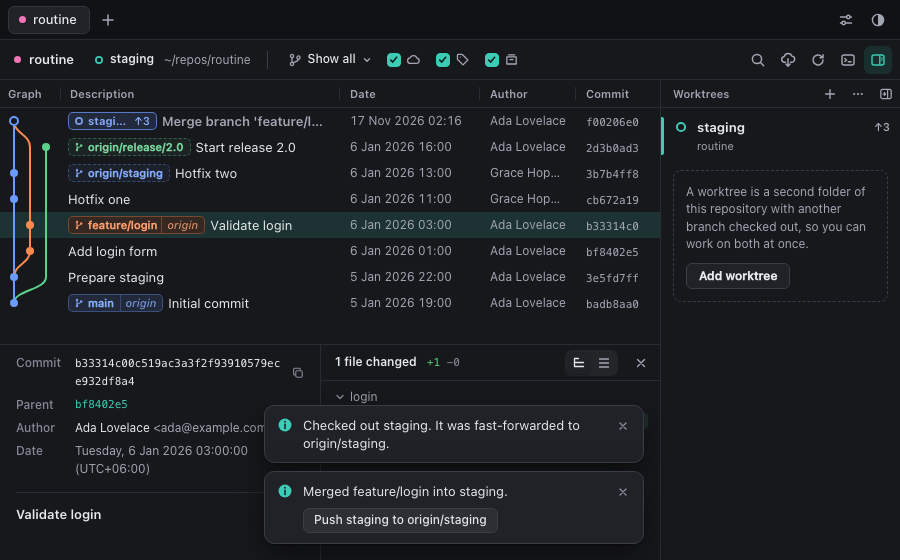 routine
routine staging ~/repos/routine Show all
Graph Description Date Author Commit
stagi... ↑3 Merge branch 'feature/l... 17 Nov 2026 02:16 Ada Lovelace f00206e0
origin/release/2.0 Start release 2.0 6 Jan 2026 16:00 Ada Lovelace 2d3b0ad3
origin/staging Hotfix two 6 Jan 2026 13:00 Grace Hop... 3b7b4ff8
Hotfix one 6 Jan 2026 11:00 Grace Hop... cb672a19
feature/login origin Validate login 6 Jan 2026 03:00 Ada Lovelace b33314c0
Add login form 6 Jan 2026 01:00 Ada Lovelace bf8402e5
Prepare staging 5 Jan 2026 22:00 Ada Lovelace 3e5fd7ff
main origin Initial commit 5 Jan 2026 19:00 Ada Lovelace badb8aa0
Worktrees
staging ↑3
routine
A worktree is a second folder of
this repository with another
branch checked out, so you can
work on both at once.
Add worktree
Commit b33314c00c519ac3a3f2f93910579ec
e932df8a4
Parent bf8402e5
Author Ada Lovelace <ada@example.com
Date Tuesday, 6 Jan 2026 03:00:00
(UTC+06:00)
Validate login
1 file changed +1 −0
login
Checked out staging. It was fast-forwarded to
origin/staging.
Merged feature/login into staging.
Push staging to origin/staging